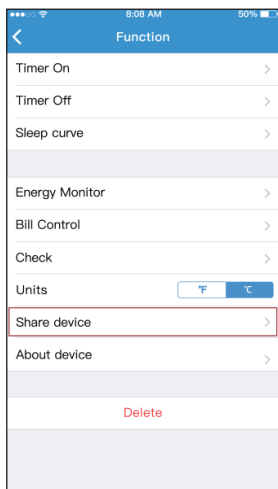 8:08 AM 50%
Function
Timer On
Timer Off
Sleep curve
Energy Monitor
Bill Control
Check
Units °F °C
Share device
About device
Delete